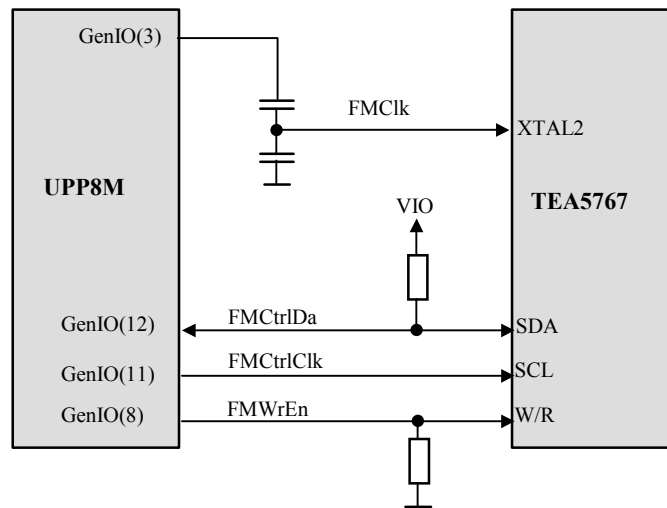 GenIO(3)
FMClk
XTAL2
UPP8M
TEA5767
VIO
GenIO(12)
FMCtrlDa
SDA
GenIO(11)
FMCtrlClk
SCL
GenIO(8)
FMWrEn
W/R